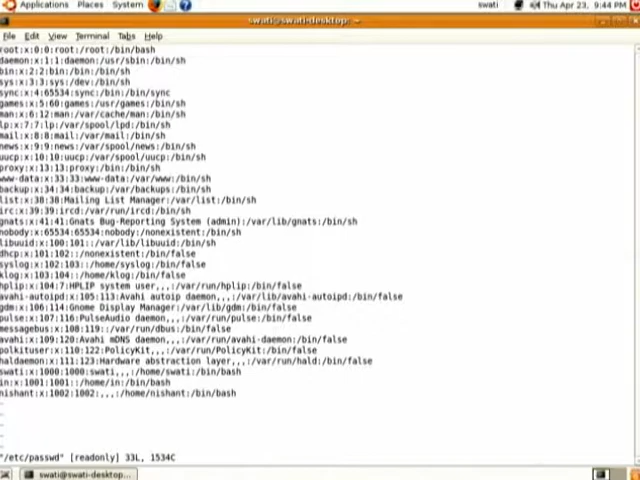 Applications Places System swati Thu Apr 23, 9:44 PM
swati@swati-desktop: ~
File Edit View Terminal Tabs Help
root:x:0:0:root:/root:/bin/bash
daemon:x:1:1:daemon:/usr/sbin:/bin/sh
bin:x:2:2:bin:/bin:/bin/sh
sys:x:3:3:sys:/dev:/bin/sh
sync:x:4:65534:sync:/bin:/bin/sync
games:x:5:60:games:/usr/games:/bin/sh
man:x:6:12:man:/var/cache/man:/bin/sh
lp:x:7:7:lp:/var/spool/lpd:/bin/sh
mail:x:8:8:mail:/var/mail:/bin/sh
news:x:9:9:news:/var/spool/news:/bin/sh
uucp:x:10:10:uucp:/var/spool/uucp:/bin/sh
proxy:x:13:13:proxy:/bin:/bin/sh
www-data:x:33:33:www-data:/var/www:/bin/sh
backup:x:34:34:backup:/var/backups:/bin/sh
list:x:38:38:Mailing List Manager:/var/list:/bin/sh
irc:x:39:39:ircd:/var/run/ircd:/bin/sh
gnats:x:41:41:Gnats Bug-Reporting System (admin):/var/lib/gnats:/bin/sh
nobody:x:65534:65534:nobody:/nonexistent:/bin/sh
libuuid:x:100:101::/var/lib/libuuid:/bin/sh
dhcp:x:101:102::/nonexistent:/bin/false
syslog:x:102:103::/home/syslog:/bin/false
klog:x:103:104::/home/klog:/bin/false
hplip:x:104:7:HPLIP system user,,,:/var/run/hplip:/bin/false
avahi-autoipd:x:105:113:Avahi autoip daemon,,,:/var/lib/avahi-autoipd:/bin/false
gdm:x:106:114:Gnome Display Manager:/var/lib/gdm:/bin/false
pulse:x:107:116:PulseAudio daemon,,,:/var/run/pulse:/bin/false
messagebus:x:108:119::/var/run/dbus:/bin/false
avahi:x:109:120:Avahi mDNS daemon,,,:/var/run/avahi-daemon:/bin/false
polkituser:x:110:122:PolicyKit,,,:/var/run/PolicyKit:/bin/false
haldaemon:x:111:123:Hardware abstraction layer,,,:/var/run/hald:/bin/false
swati:x:1000:1000:swati,,,:/home/swati:/bin/bash
in:x:1001:1001::/home/in:/bin/bash
nishant:x:1002:1002:,,,:/home/nishant:/bin/bash
~
~
~
~
"/etc/passwd" [readonly] 33L, 1534C
swati@swati-desktop...